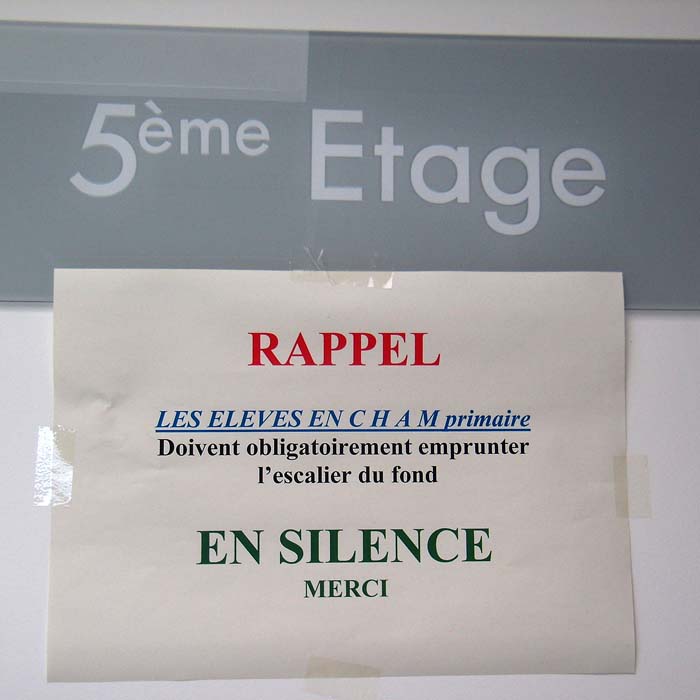 5ème Etage
RAPPEL
LES ELEVES EN C H A M primaire
Doivent obligatoirement emprunter
l’escalier du fond
EN SILENCE
MERCI